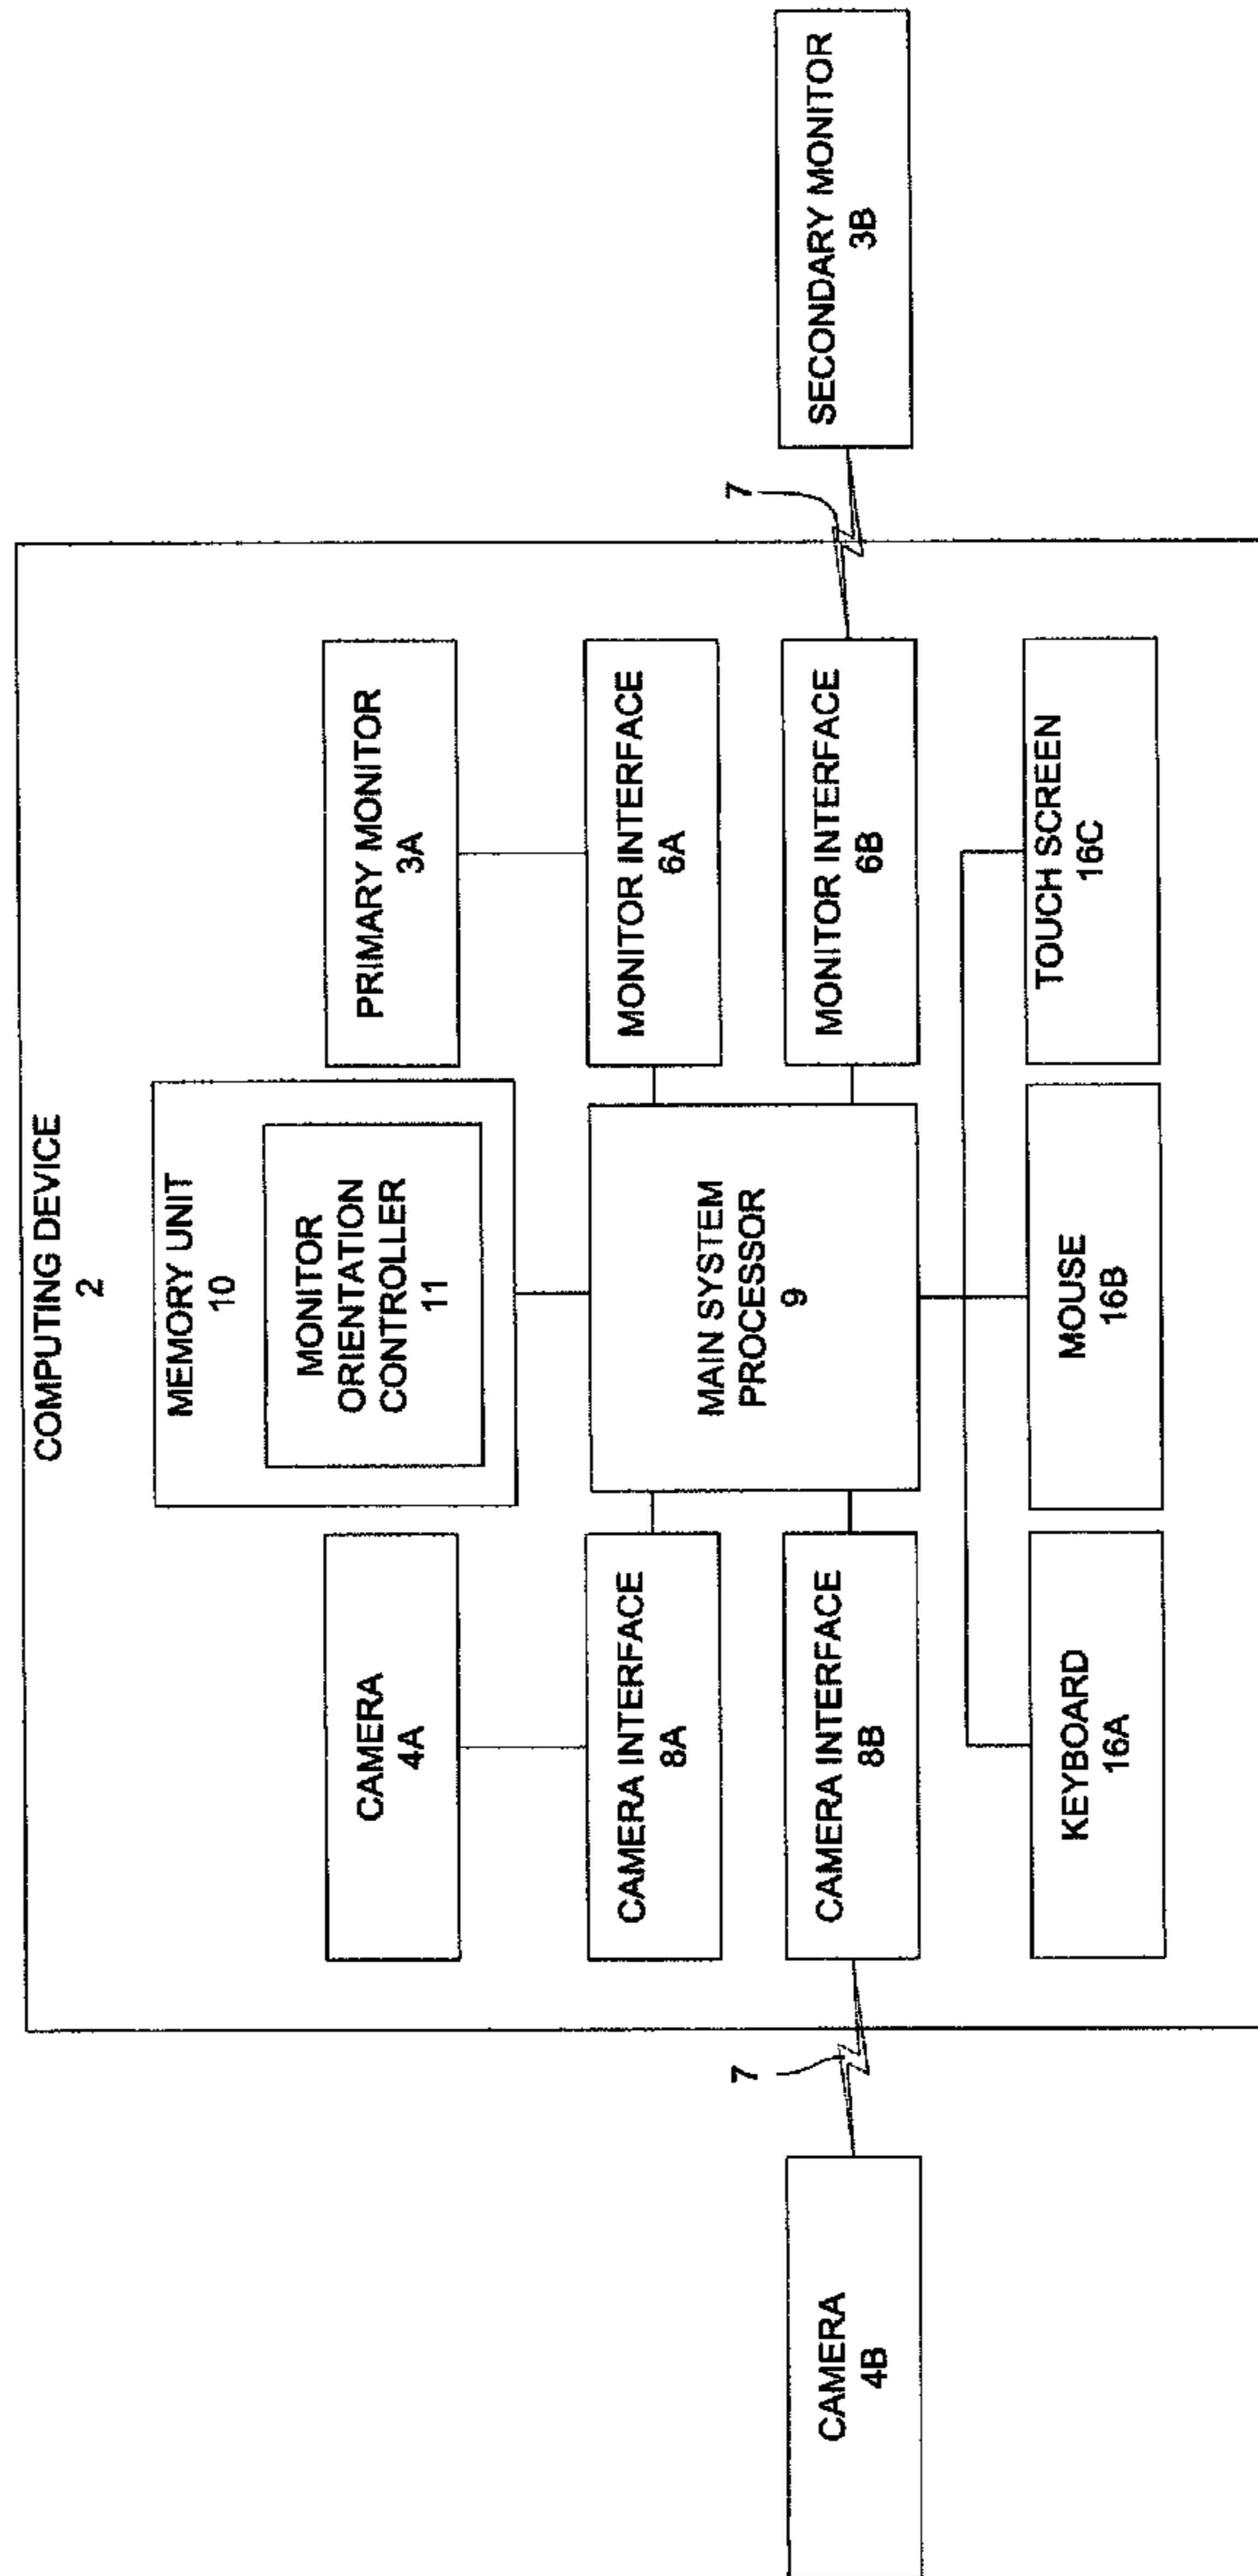 COMPUTING DEVICE
2
MEMORY UNIT
10
MONITOR
ORIENTATION
CONTROLLER
11
CAMERA
4A
PRIMARY MONITOR
3A
CAMERA INTERFACE
8A
MAIN SYSTEM
PROCESSOR
9
MONITOR INTERFACE
6A
CAMERA
4B
7
CAMERA INTERFACE
8B
MONITOR INTERFACE
6B
7
SECONDARY MONITOR
3B
KEYBOARD
16A
MOUSE
16B
TOUCH SCREEN
16C